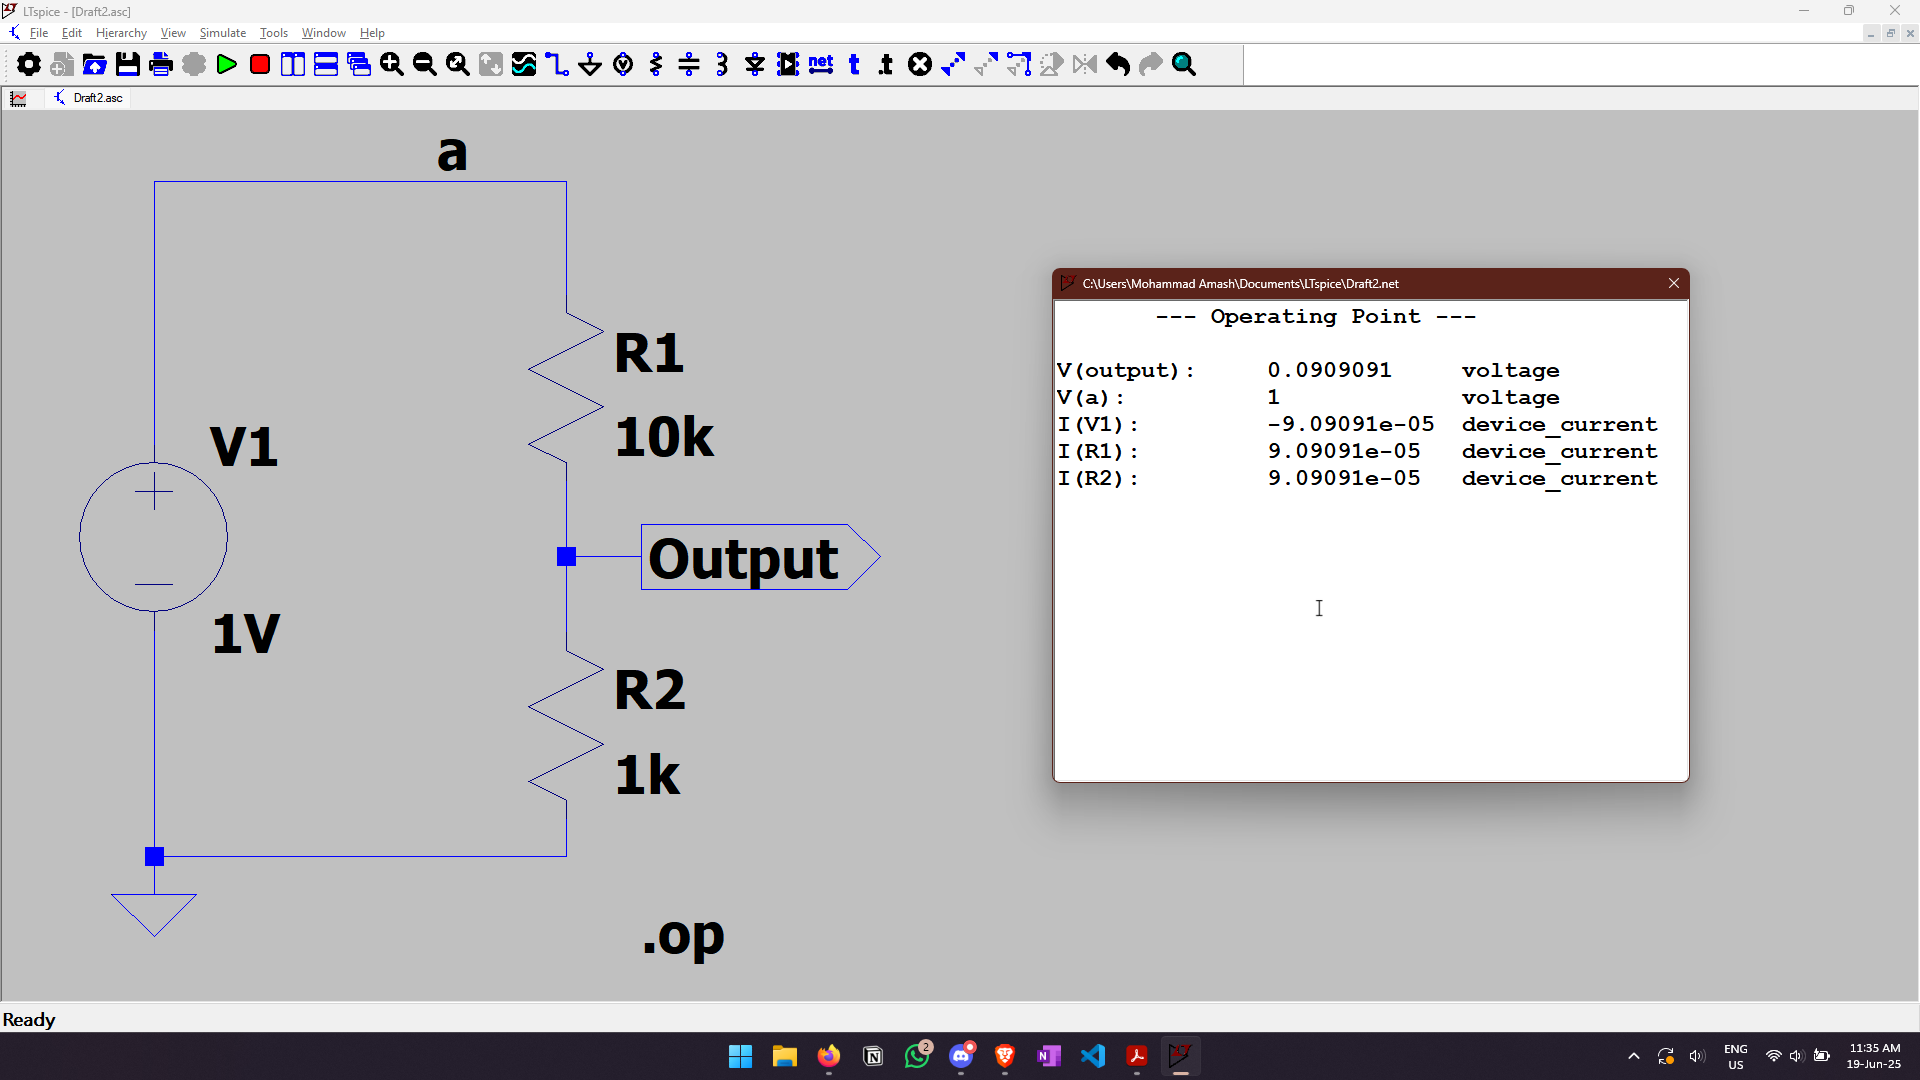 LTspice - [Draft2.asc]
File Edit Hierarchy View Simulate Tools Window Help
net t .t
Draft2.asc
a
R1
10k
V1
1V
Output
R2
1k
.op
C:\Users\Mohammad Amash\Documents\LTspice\Draft2.net
--- Operating Point ---
V(output): 0.0909091 voltage
V(a): 1 voltage
I(V1): -9.09091e-05 device_current
I(R1): 9.09091e-05 device_current
I(R2): 9.09091e-05 device_current
Ready
2
ENG
US
11:35 AM
19-Jun-25